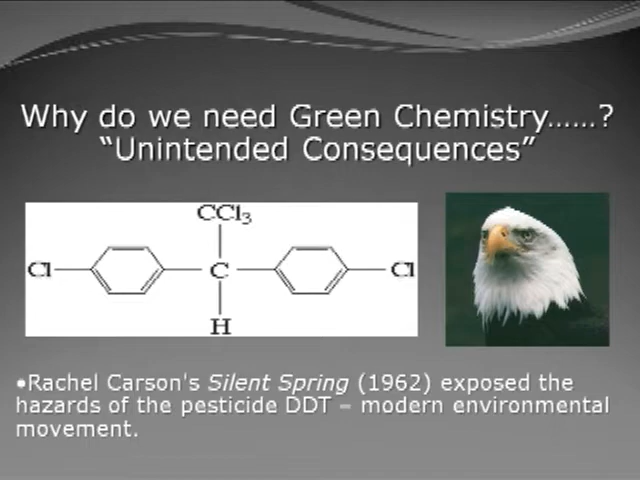 Why do we need Green Chemistry……?
“Unintended Consequences”
CCl₃
Cl
C
Cl
H
•Rachel Carson's Silent Spring (1962) exposed the
hazards of the pesticide DDT – modern environmental
movement.